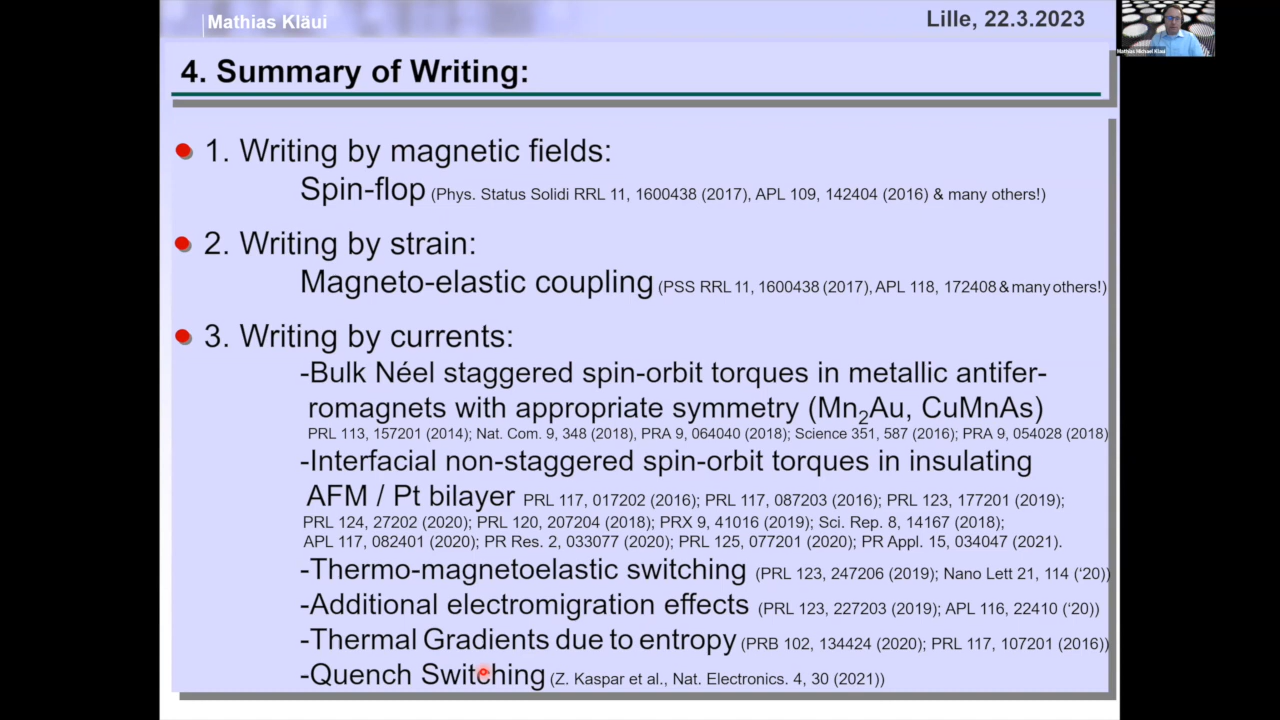 Mathias Kläui
Lille, 22.3.2023
Mathias Michael Kläui
4. Summary of Writing:
1. Writing by magnetic fields:
Spin-flop (Phys. Status Solidi RRL 11, 1600438 (2017), APL 109, 142404 (2016) & many others!)
2. Writing by strain:
Magneto-elastic coupling (PSS RRL 11, 1600438 (2017), APL 118, 172408 & many others!)
3. Writing by currents:
-Bulk Néel staggered spin-orbit torques in metallic antifer-
romagnets with appropriate symmetry (Mn₂Au, CuMnAs)
PRL 113, 157201 (2014); Nat. Com. 9, 348 (2018), PRA 9, 064040 (2018); Science 351, 587 (2016); PRA 9, 054028 (2018)
-Interfacial non-staggered spin-orbit torques in insulating
AFM / Pt bilayer PRL 117, 017202 (2016); PRL 117, 087203 (2016); PRL 123, 177201 (2019);
PRL 124, 27202 (2020); PRL 120, 207204 (2018); PRX 9, 41016 (2019); Sci. Rep. 8, 14167 (2018);
APL 117, 082401 (2020); PR Res. 2, 033077 (2020); PRL 125, 077201 (2020); PR Appl. 15, 034047 (2021).
-Thermo-magnetoelastic switching (PRL 123, 247206 (2019); Nano Lett 21, 114 (‘20))
-Additional electromigration effects (PRL 123, 227203 (2019); APL 116, 22410 (‘20))
-Thermal Gradients due to entropy (PRB 102, 134424 (2020); PRL 117, 107201 (2016))
-Quench Switching (Z. Kaspar et al., Nat. Electronics. 4, 30 (2021))